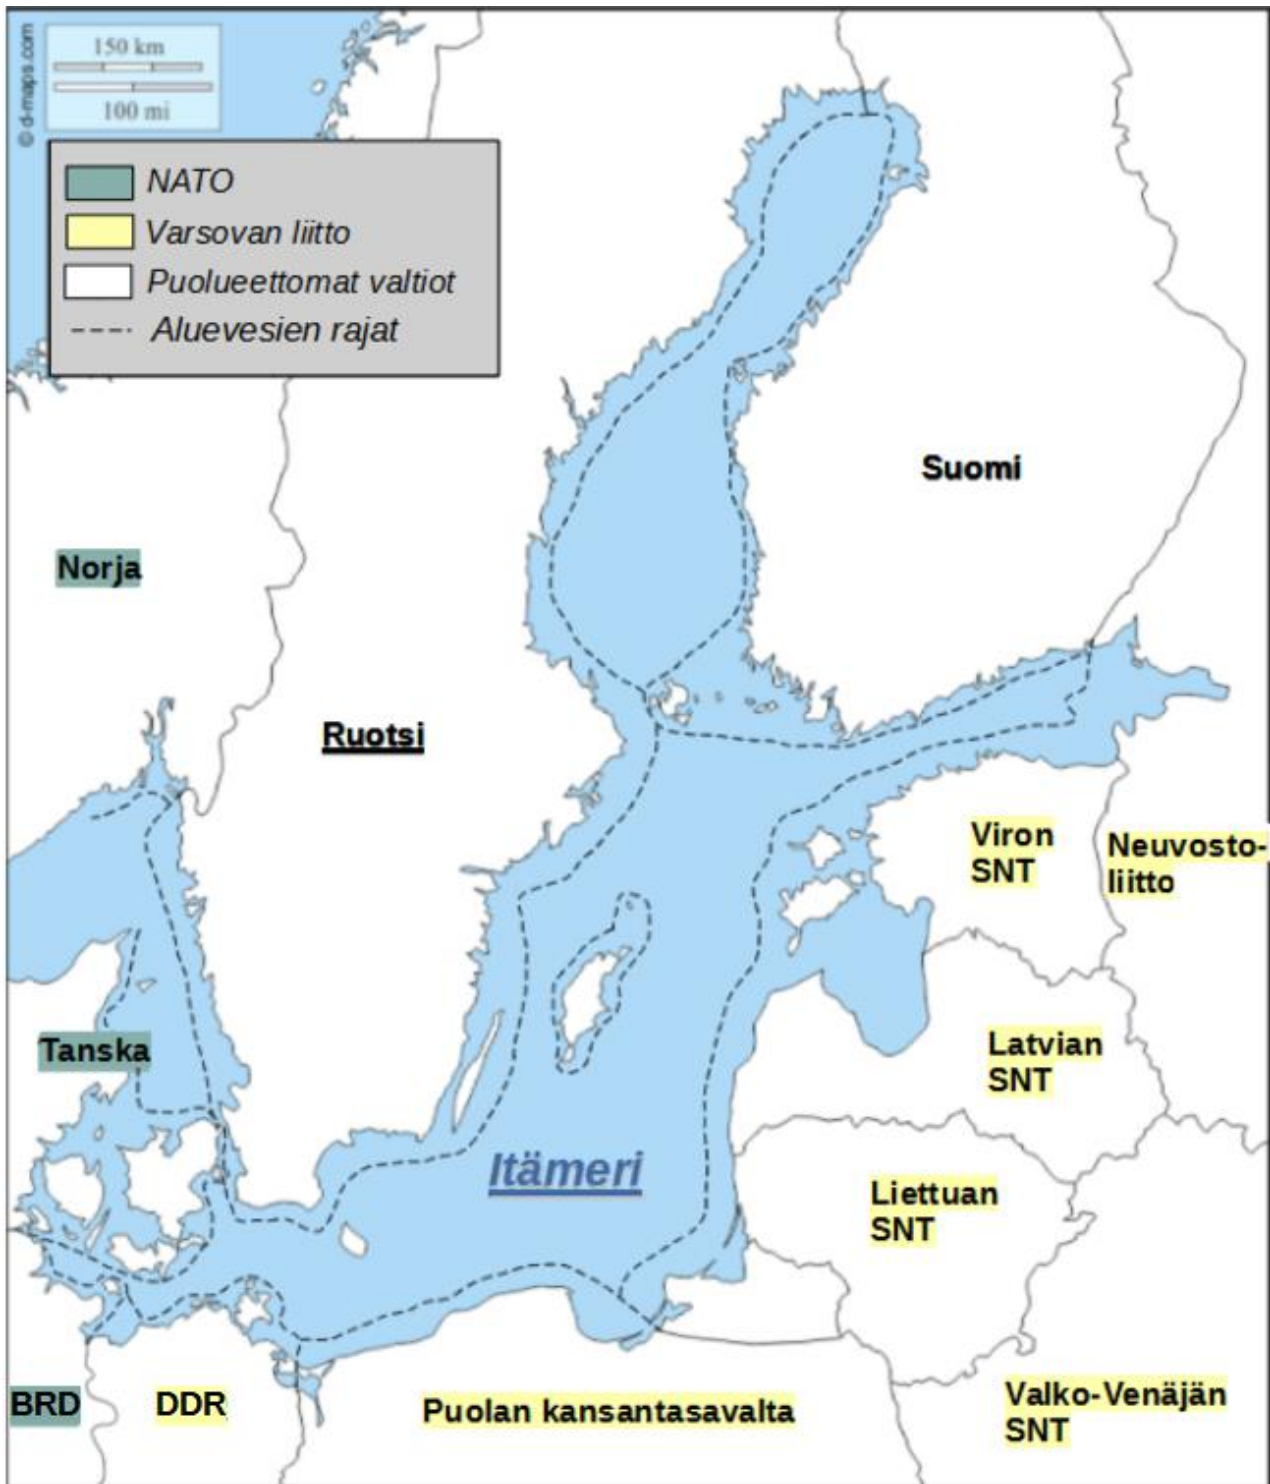 © d-maps.com
150 km
100 mi
NATO
Varsovan liitto
Puolueettomat valtiot
Aluevesien rajat
Suomi
Norja
Ruotsi
Viron
SNT
Neuvosto-
liitto
Tanska
Latvian
SNT
Itämeri
Liettuan
SNT
BRD
DDR
Puolan kansantasavalta
Valko-Venäjän
SNT